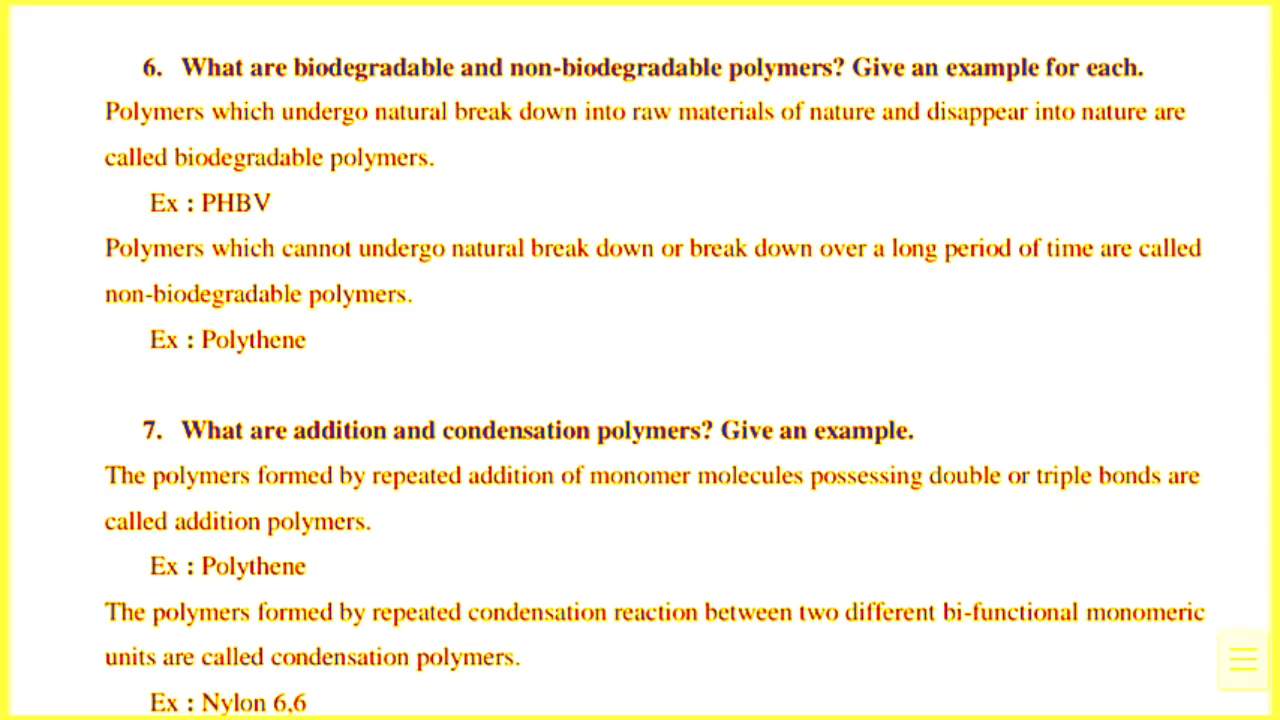 6. What are biodegradable and non-biodegradable polymers? Give an example for each.
Polymers which undergo natural break down into raw materials of nature and disappear into nature are
called biodegradable polymers.
Ex : PHBV
Polymers which cannot undergo natural break down or break down over a long period of time are called
non-biodegradable polymers.
Ex : Polythene
7. What are addition and condensation polymers? Give an example.
The polymers formed by repeated addition of monomer molecules possessing double or triple bonds are
called addition polymers.
Ex : Polythene
The polymers formed by repeated condensation reaction between two different bi-functional monomeric
units are called condensation polymers.
Ex : Nylon 6,6